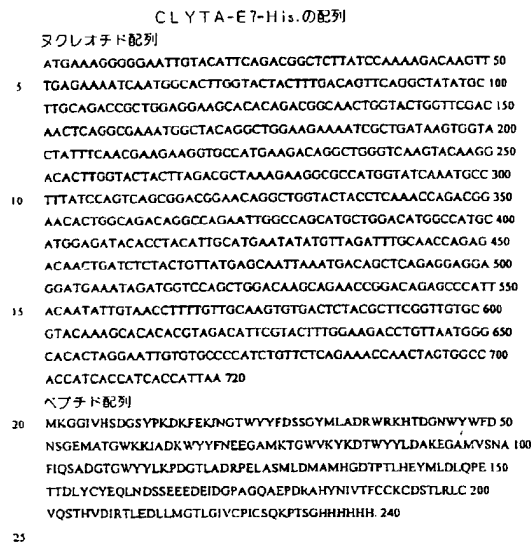 CLYTA-E7-His.の配列
ヌクレオチド配列
ATGAAAGGGGGAATTGTACATTCAGACGGCTCTTATCCAAAAGACAAGTT 50
5 TGAGAAAATCAATGGCACTTGGTACTACTTTGACAGTTCAGGCTATATGC 100
TTGCAGACCGCTGGAGGAAGCACACAGACGGCAACTGGTACTGGTTCGAC 150
AACTCAGGCGAAATGGCTACAGGCTGGAAGAAAATCGCTGATAAGTGGTA 200
CTATTTCAACGAAGAAGGTGCCATGAAGACAGGCTGGGTCAAGTACAAGG 250
ACACTTGGTACTACTTAGACGCTAAAGAAGGCGCCATGGTATCAAATGCC 300
10 TTTATCCAGTCAGCGGACGGAACAGGCTGGTACTACCTCAAACCAGACGG 350
AACACTGGCAGACAGGCCAGAATTGGCCAGCATGCTGGACATGGCCATGC 400
ATGGAGATACACCTACATTGCATGAATATATGTTAGATTTGCAACCAGAG 450
ACAACTGATCTCTACTGTTATGAGCAATTAAATGACAGCTCAGAGGAGGA 500
GGATGAAATAGATGGTCCAGCTGGACAAGCAGAACCGGACAGAGCCCATT 550
15 ACAATATTGTAACCTTTTGTTGCAAGTGTGACTCTACGCTTCGGTTGTGC 600
GTACAAAGCACACACGTAGACATTCGTACTTTGGAAGACCTGTTAATGGG 650
CACACTAGGAATTGTGTGCCCCATCTGTTCTCAGAAACCAACTAGTGGCC 700
ACCATCACCATCACCATTAA 720
ペプチド配列
20 MKGGIVHSDGSYPKDKFEKINGTWYYFDSSGYMLADRWRKHTDGNWYWFD 50
NSGEMATGWKKIADKWYYFNEEGAMKTGWVKYKDTWYYLDAKEGAMVSNA 100
FIQSADGTGWYYLKPDGTLADRPELASMLDMAMHGDTPTLHEYMLDLQPE 150
TTDLYCYEQLNDSSEEEDEIDGPAGQAEPDRAHYNIVTFCCKCDSTLRLC 200
VQSTHVDIRTLEDLLMGTLGIVCPICSQKPTSGHHHHHH. 240
25